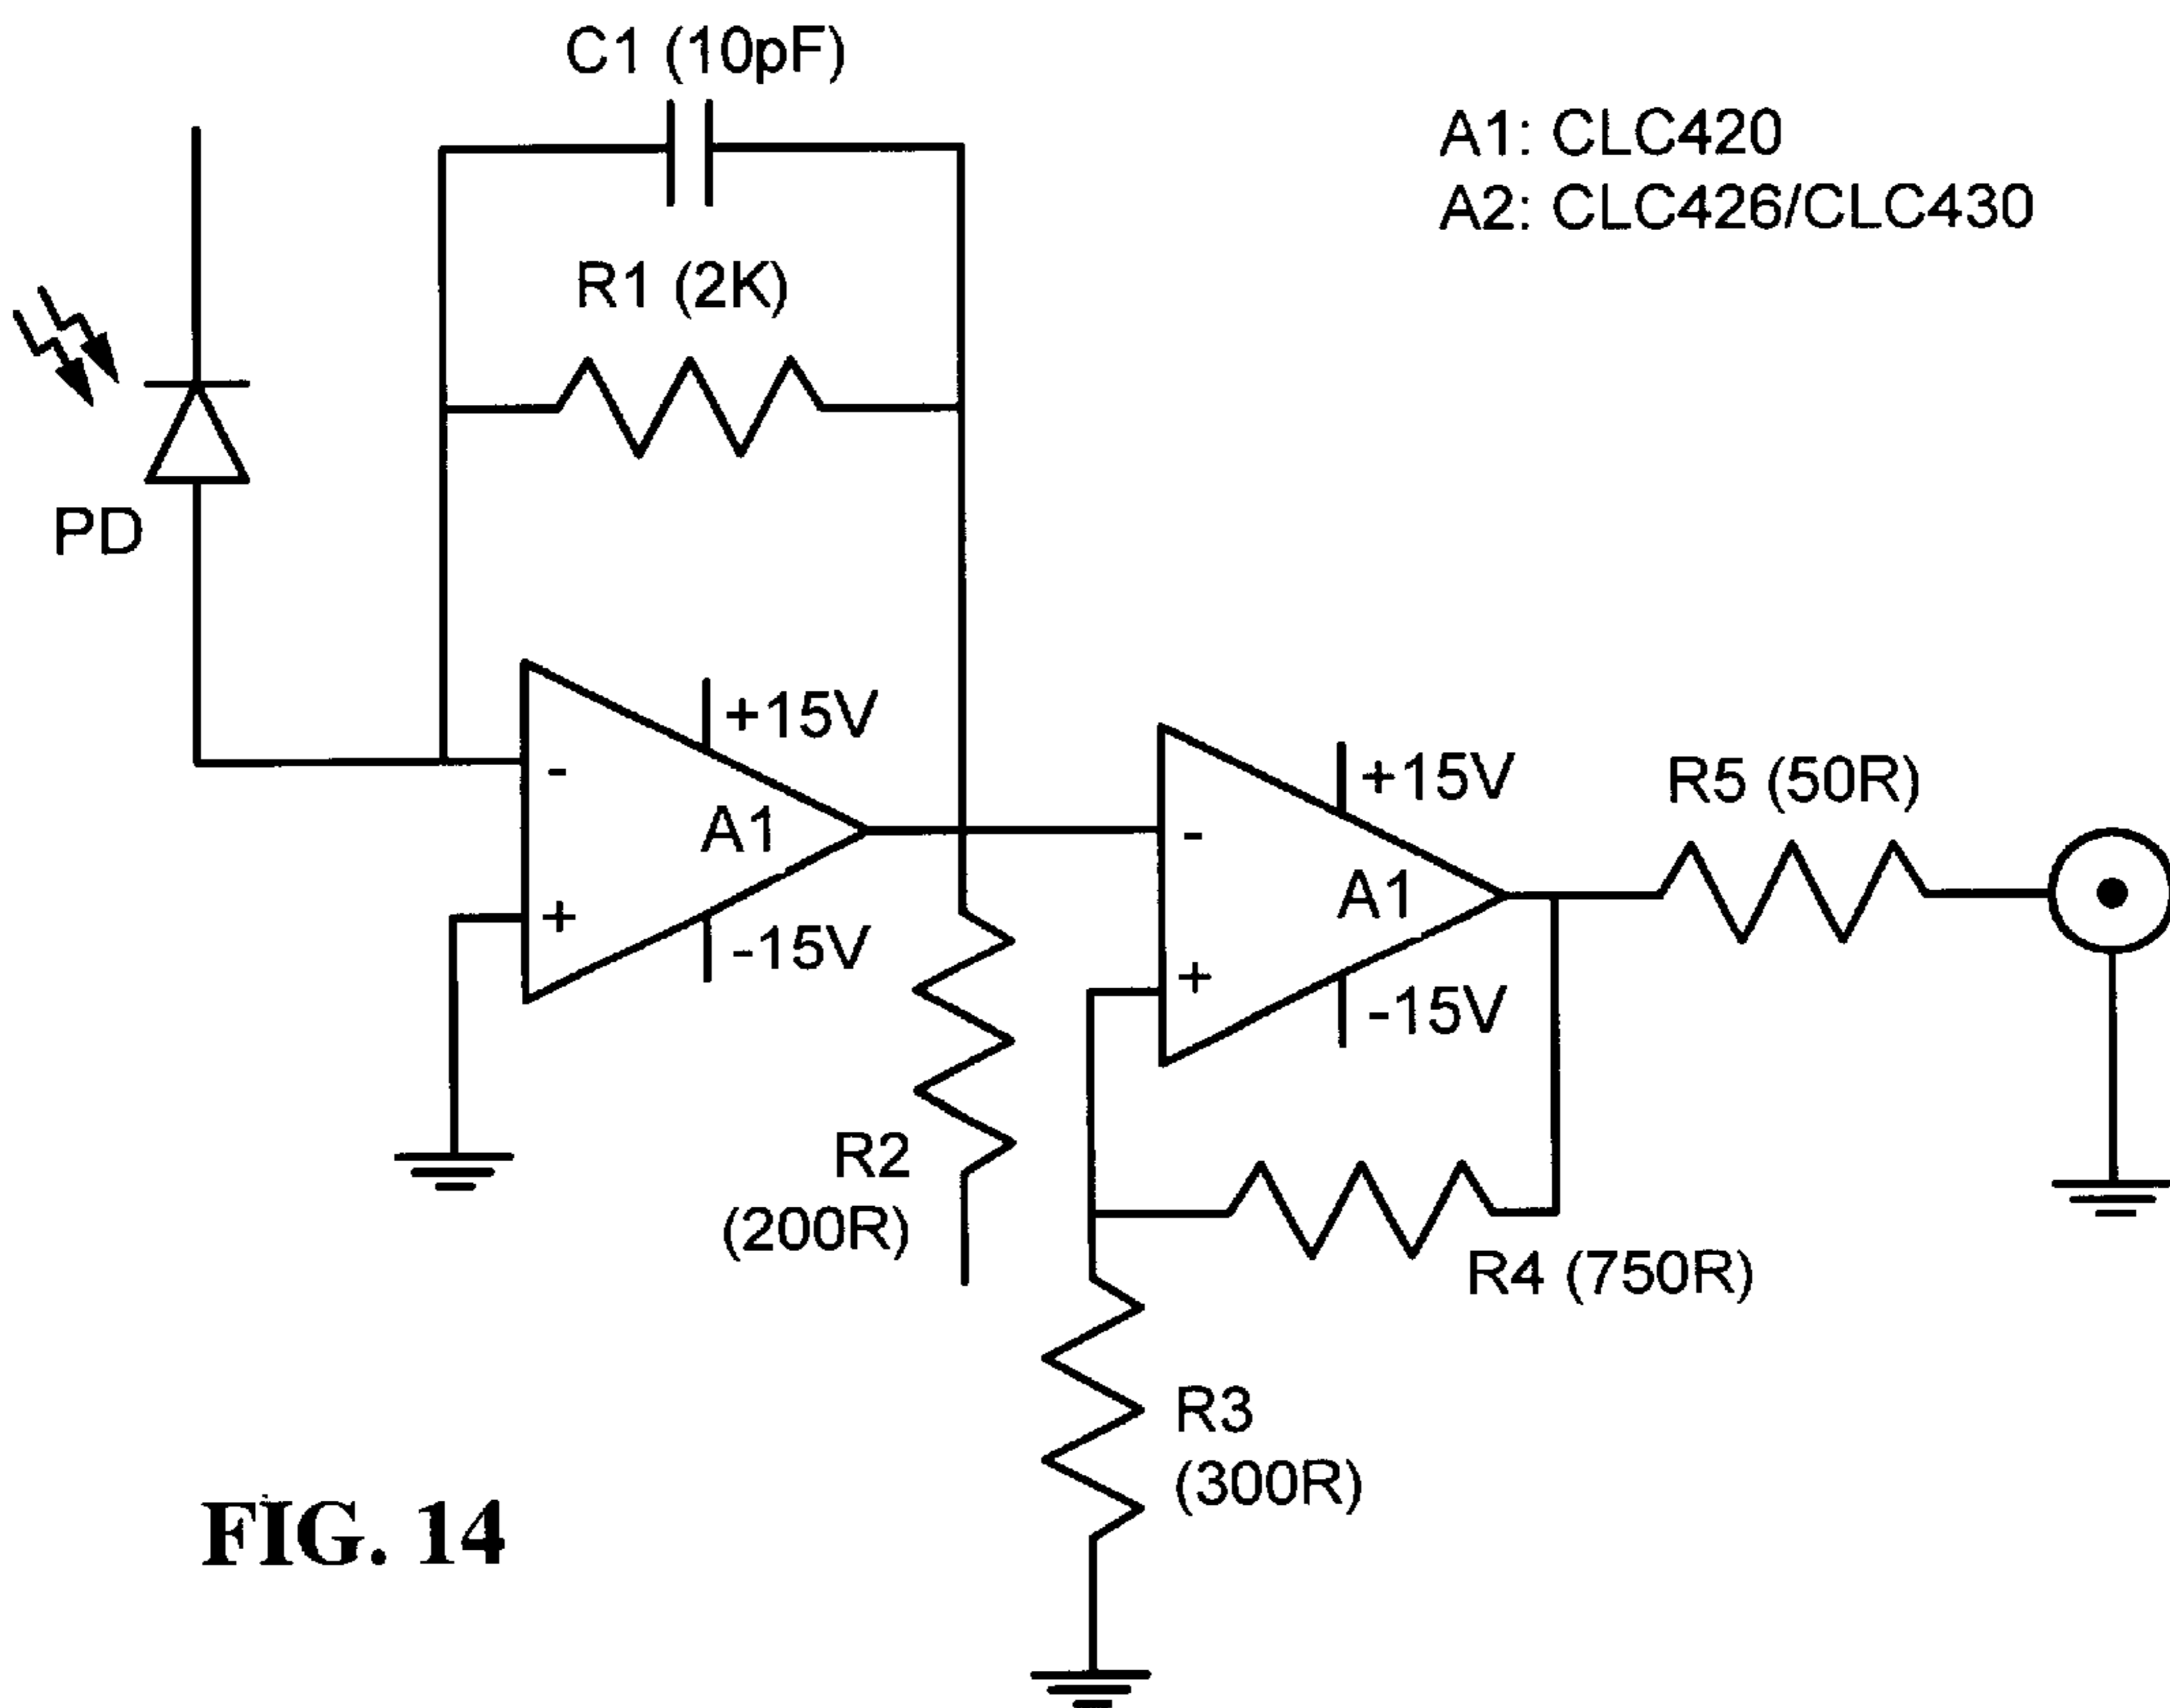 C1 (10pF)
A1: CLC420
A2: CLC426/CLC430
R1 (2K)
PD
+15V
-
A1
+
-15V
+15V
-
A1
+
-15V
R5 (50R)
R2
(200R)
R4 (750R)
R3
(300R)
FIG. 14